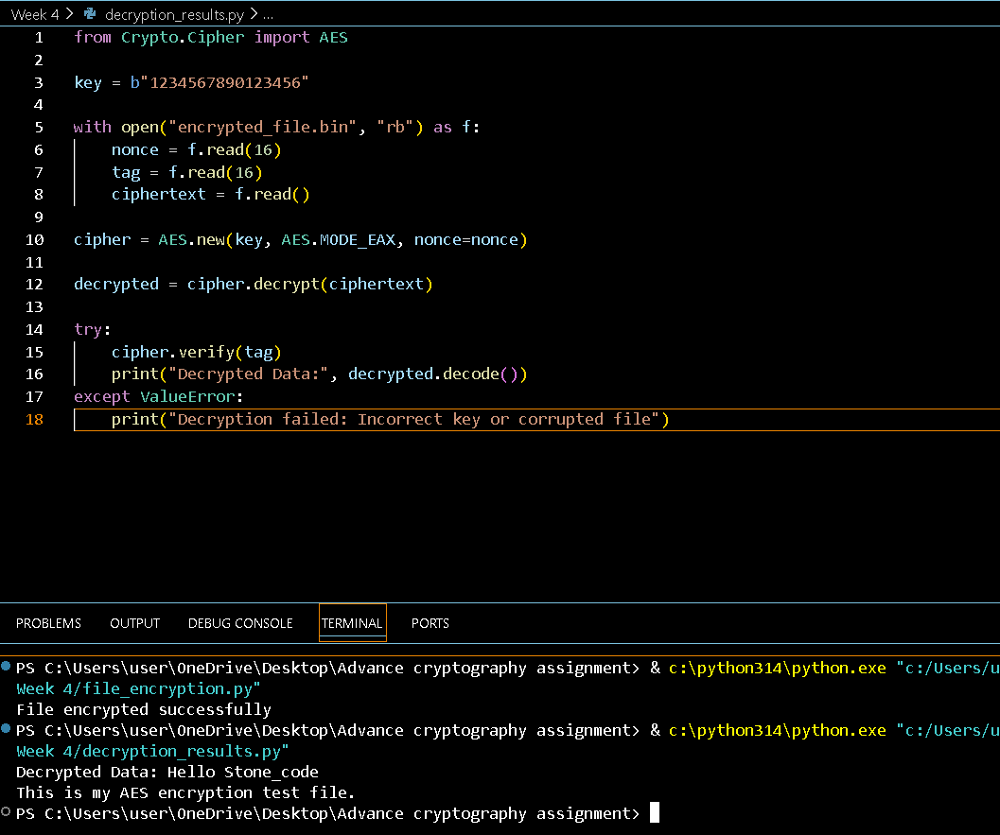 Week 4 > decryption_results.py > ...
1 from Crypto.Cipher import AES
2
3 key = b"1234567890123456"
4
5 with open("encrypted_file.bin", "rb") as f:
6     nonce = f.read(16)
7     tag = f.read(16)
8     ciphertext = f.read()
9
10 cipher = AES.new(key, AES.MODE_EAX, nonce=nonce)
11
12 decrypted = cipher.decrypt(ciphertext)
13
14 try:
15     cipher.verify(tag)
16     print("Decrypted Data:", decrypted.decode())
17 except ValueError:
18     print("Decryption failed: Incorrect key or corrupted file")
PROBLEMS OUTPUT DEBUG CONSOLE TERMINAL PORTS
PS C:\Users\user\OneDrive\Desktop\Advance cryptography assignment> & c:\python314\python.exe "c:/Users/u
Week 4/file_encryption.py"
File encrypted successfully
PS C:\Users\user\OneDrive\Desktop\Advance cryptography assignment> & c:\python314\python.exe "c:/Users/u
Week 4/decryption_results.py"
Decrypted Data: Hello Stone_code
This is my AES encryption test file.
PS C:\Users\user\OneDrive\Desktop\Advance cryptography assignment>